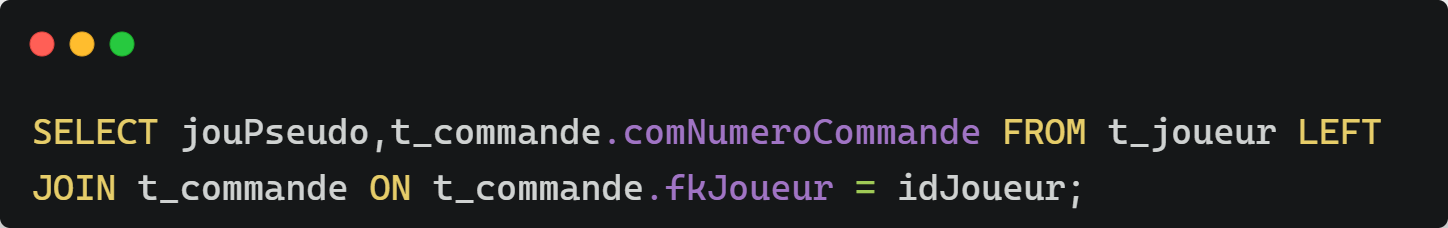 SELECT jouPseudo,t_commande.comNumeroCommande FROM t_joueur LEFT
JOIN t_commande ON t_commande.fkJoueur = idJoueur;